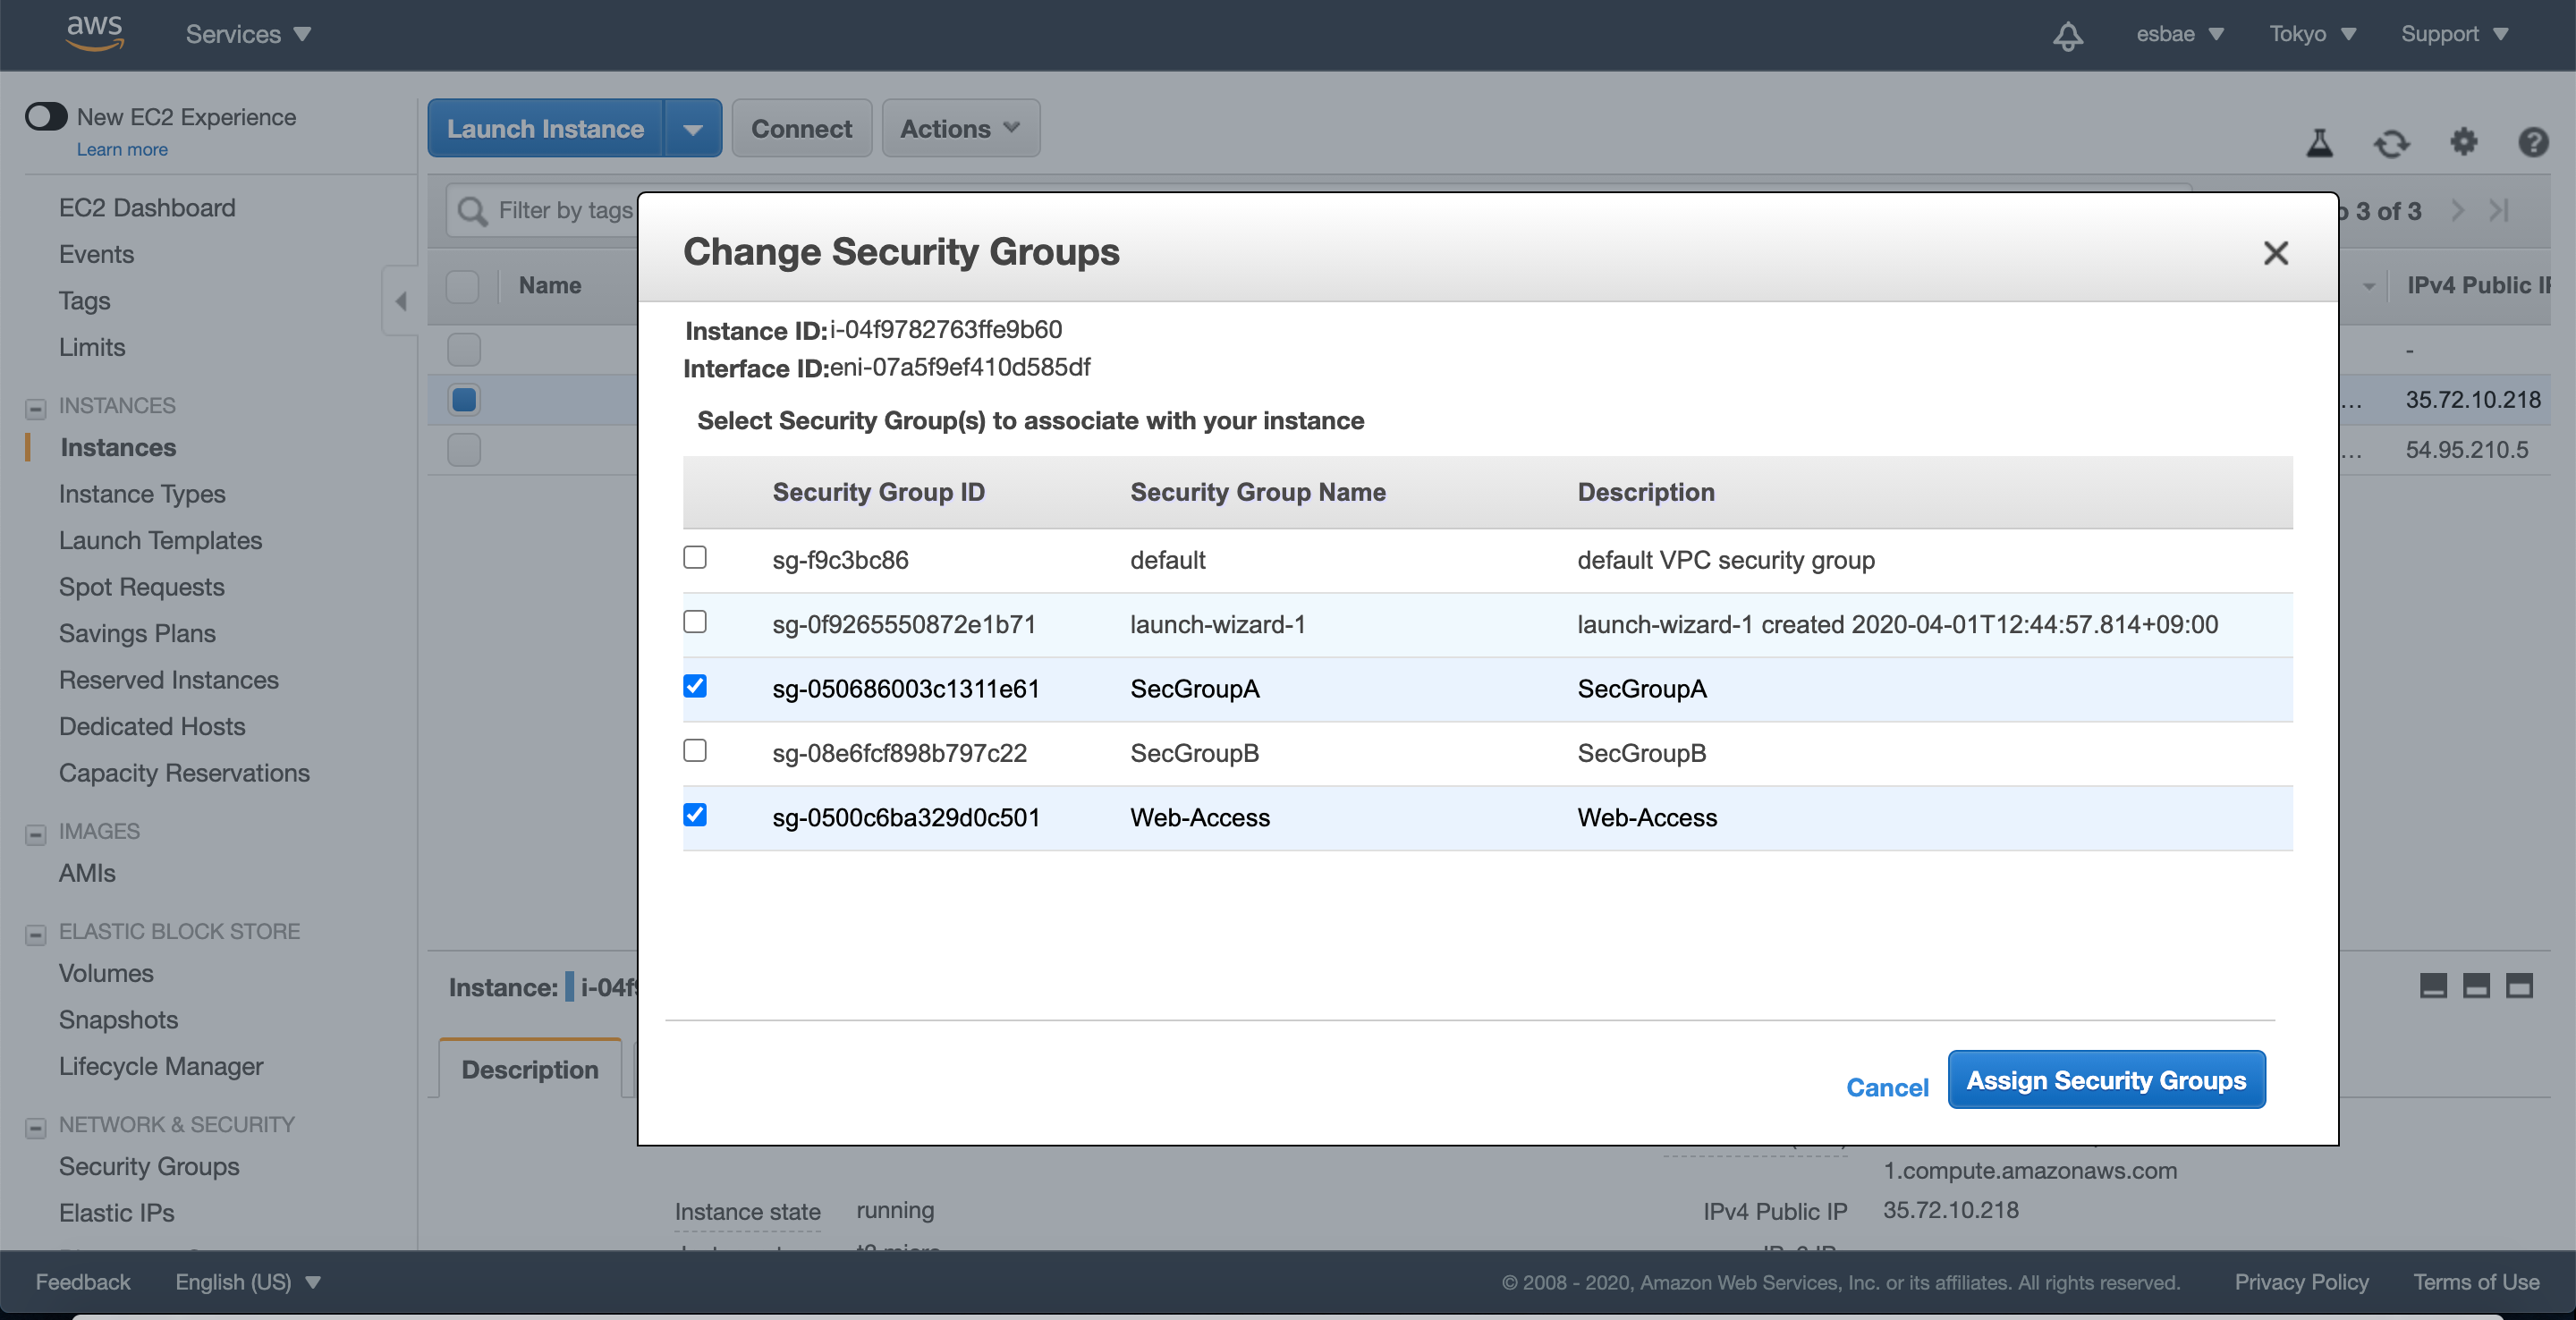 aws
Services
esbae
Tokyo
Support
New EC2 Experience
Learn more
EC2 Dashboard
Events
Tags
Limits
INSTANCES
Instances
Instance Types
Launch Templates
Spot Requests
Savings Plans
Reserved Instances
Dedicated Hosts
Capacity Reservations
IMAGES
AMIs
ELASTIC BLOCK STORE
Volumes
Snapshots
Lifecycle Manager
NETWORK & SECURITY
Security Groups
Elastic IPs
Launch Instance
Connect
Actions
Filter by tags
3 of 3
Name
IPv4 Public
-
... 35.72.10.218
... 54.95.210.5
Change Security Groups
Instance ID: i-04f9782763ffe9b60
Interface ID: eni-07a5f9ef410d585df
Select Security Group(s) to associate with your instance
Security Group ID Security Group Name Description
sg-f9c3bc86 default default VPC security group
sg-0f9265550872e1b71 launch-wizard-1 launch-wizard-1 created 2020-04-01T12:44:57.814+09:00
sg-050686003c1311e61 SecGroupA SecGroupA
sg-08e6fcf898b797c22 SecGroupB SecGroupB
sg-0500c6ba329d0c501 Web-Access Web-Access
Cancel
Assign Security Groups
Instance: i-04f9
Description
1.compute.amazonaws.com
Instance state running
IPv4 Public IP 35.72.10.218
Feedback
English (US)
© 2008 - 2020, Amazon Web Services, Inc. or its affiliates. All rights reserved.
Privacy Policy
Terms of Use